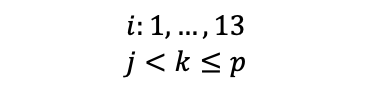 i: 1, ... , 13
j < k ≤ p